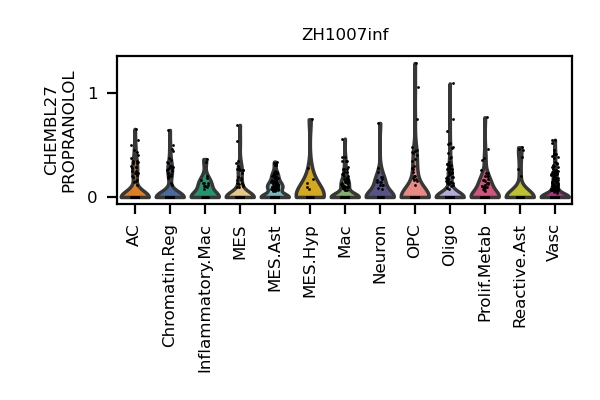 ZH1007inf
CHEMBL27
PROPRANOLOL
1
0
AC
Chromatin.Reg
Inflammatory.Mac
MES
MES.Ast
MES.Hyp
Mac
Neuron
OPC
Oligo
Prolif.Metab
Reactive.Ast
Vasc